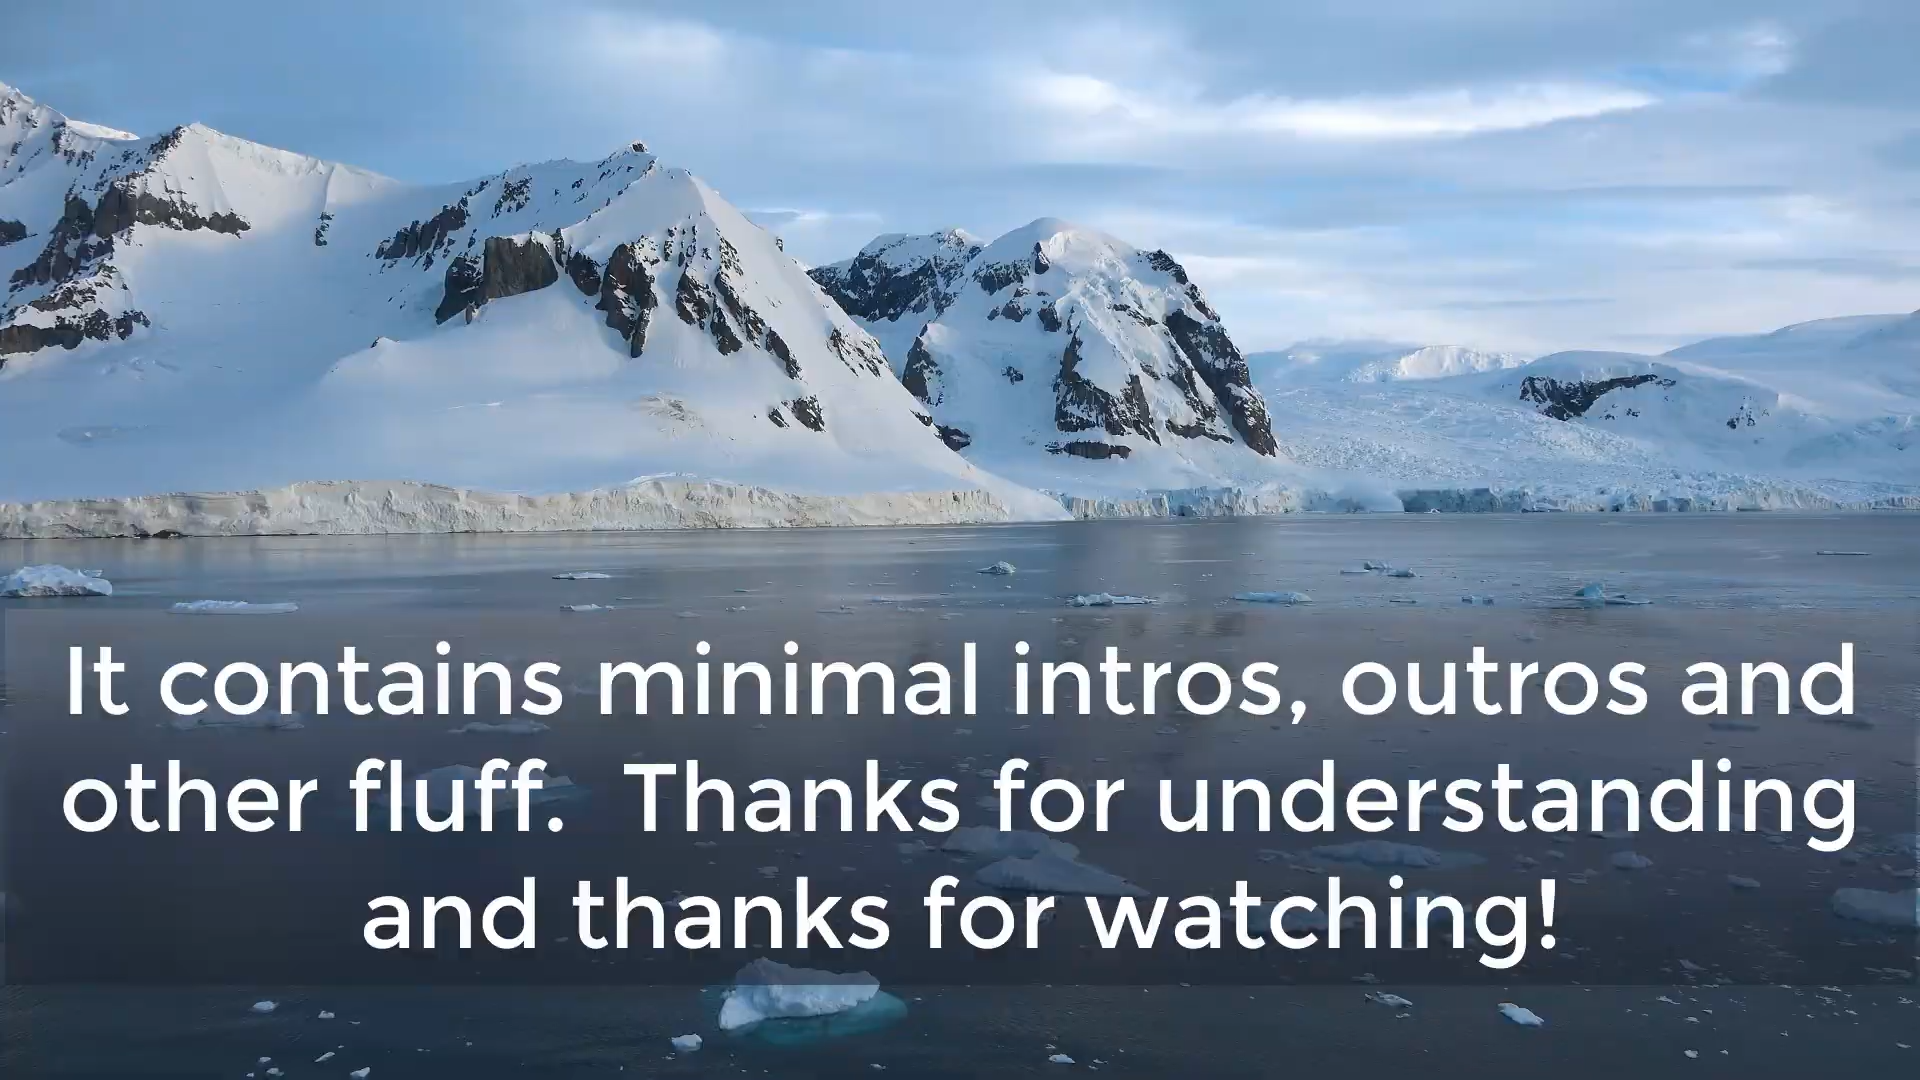 It contains minimal intros, outros and
other fluff.  Thanks for understanding
and thanks for watching!